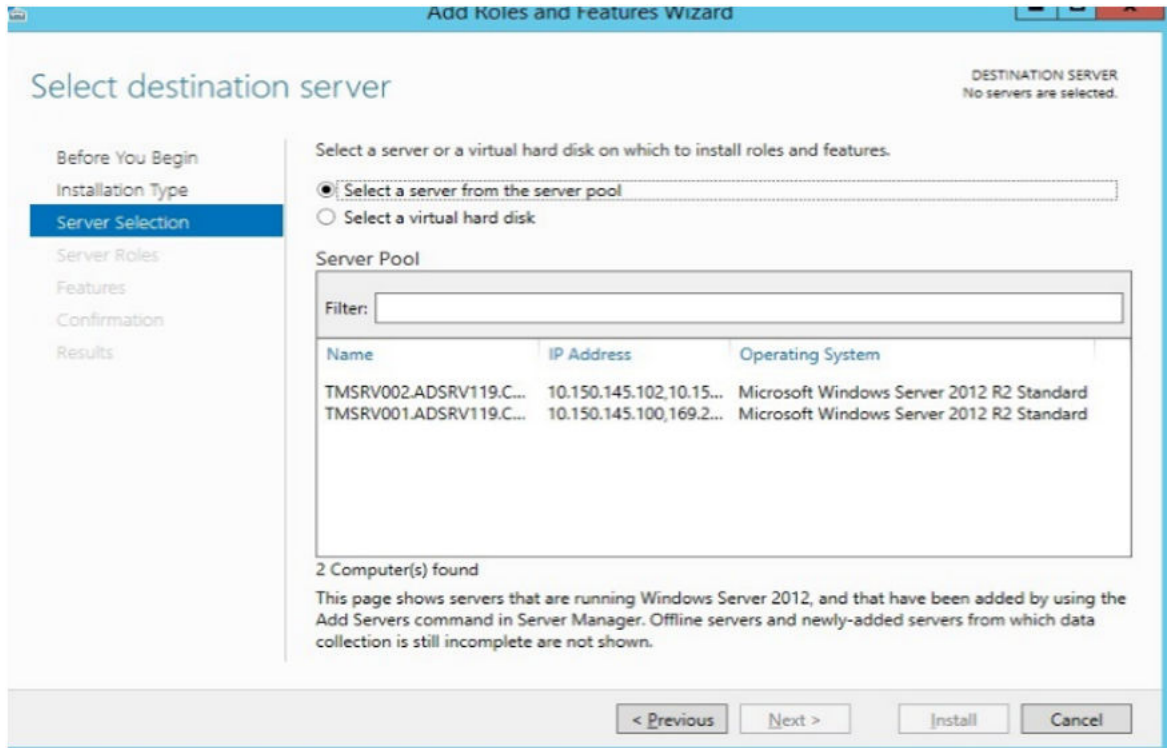 Add Roles and Features Wizard
Select destination server
DESTINATION SERVER
No servers are selected.
Before You Begin
Installation Type
Server Selection
Server Roles
Features
Confirmation
Results
Select a server or a virtual hard disk on which to install roles and features.
Select a server from the server pool
Select a virtual hard disk
Server Pool
Filter:
Name IP Address Operating System
TMSRV002.ADSRV119.C... 10.150.145.102,10.15... Microsoft Windows Server 2012 R2 Standard
TMSRV001.ADSRV119.C... 10.150.145.100,169.2... Microsoft Windows Server 2012 R2 Standard
2 Computer(s) found
This page shows servers that are running Windows Server 2012, and that have been added by using the
Add Servers command in Server Manager. Offline servers and newly-added servers from which data
collection is still incomplete are not shown.
< Previous Next > Install Cancel